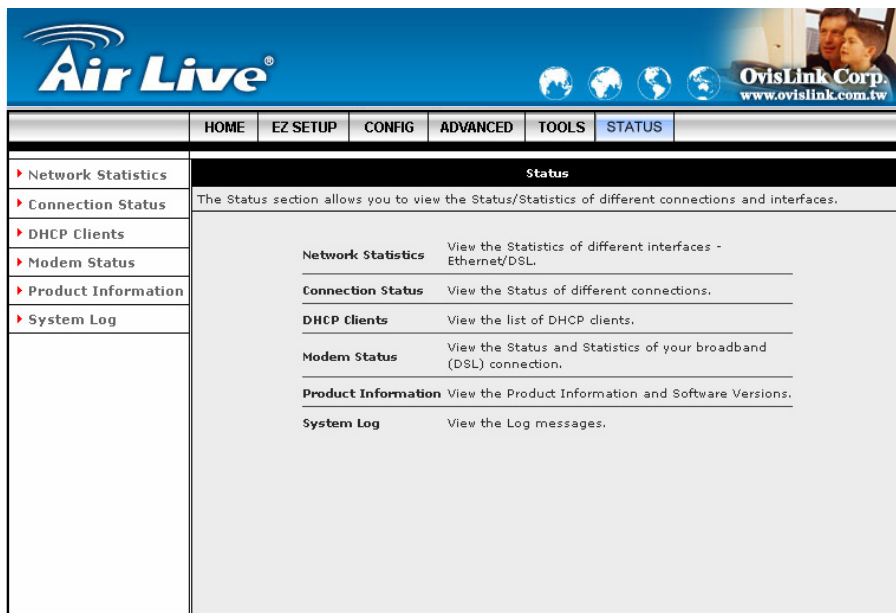 Air Live®
OvisLink Corp.
www.ovislink.com.tw
HOME EZ SETUP CONFIG ADVANCED TOOLS STATUS
Network Statistics
Connection Status
DHCP Clients
Modem Status
Product Information
System Log
Status
The Status section allows you to view the Status/Statistics of different connections and interfaces.
Network Statistics View the Statistics of different interfaces -
Ethernet/DSL.
Connection Status View the Status of different connections.
DHCP Clients View the list of DHCP clients.
Modem Status View the Status and Statistics of your broadband
(DSL) connection.
Product Information View the Product Information and Software Versions.
System Log View the Log messages.